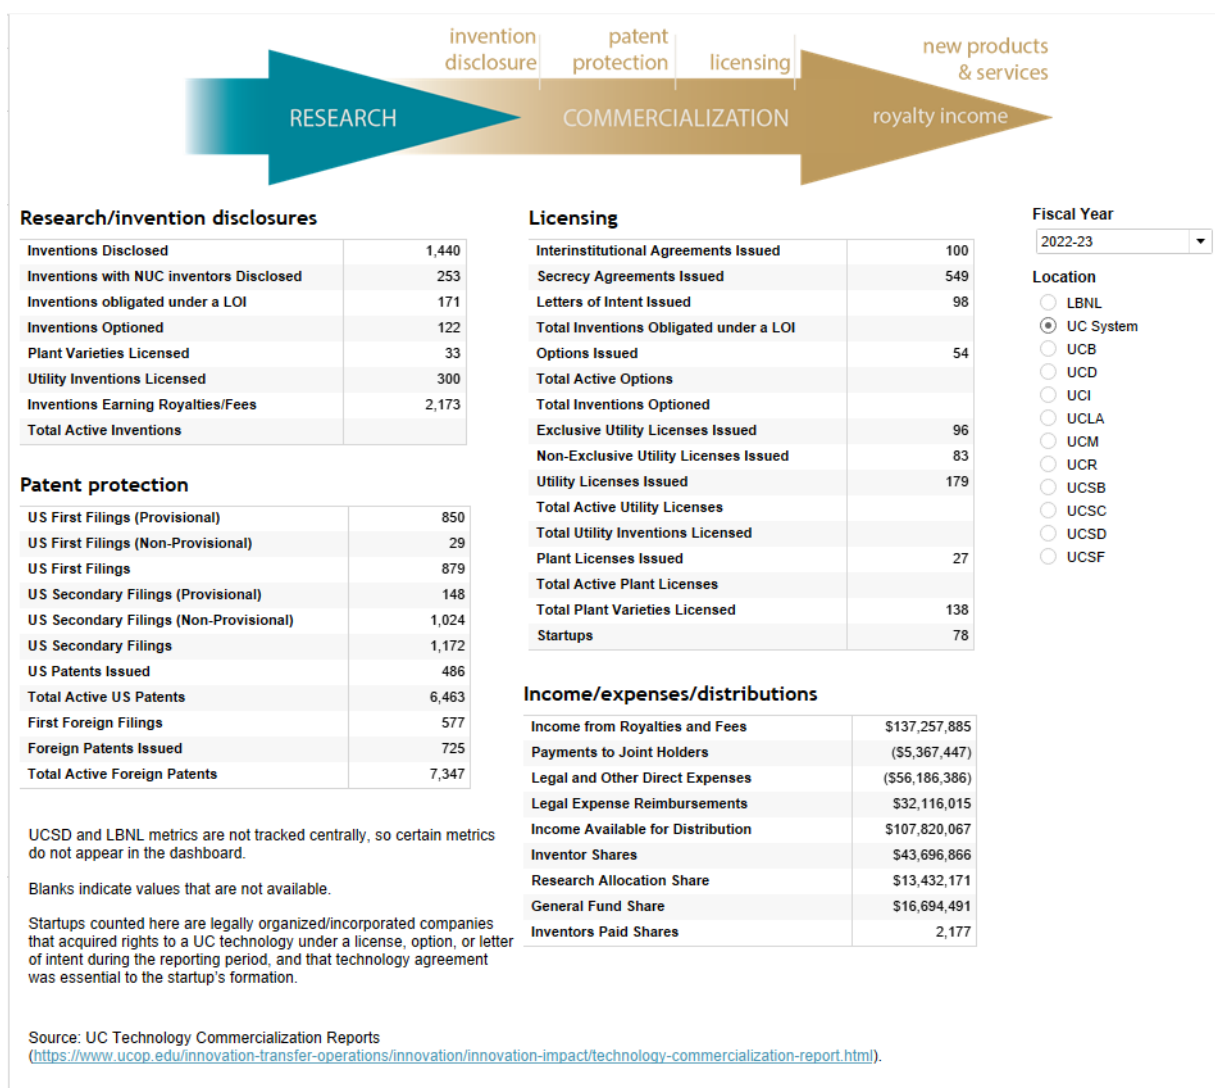 invention disclosure
patent protection
licensing
new products & services
RESEARCH
COMMERCIALIZATION
royalty income
Research/invention disclosures
Inventions Disclosed 1,440
Inventions with NUC inventors Disclosed 253
Inventions obligated under a LOI 171
Inventions Optioned 122
Plant Varieties Licensed 33
Utility Inventions Licensed 300
Inventions Earning Royalties/Fees 2,173
Total Active Inventions
Patent protection
US First Filings (Provisional) 850
US First Filings (Non-Provisional) 29
US First Filings 879
US Secondary Filings (Provisional) 148
US Secondary Filings (Non-Provisional) 1,024
US Secondary Filings 1,172
US Patents Issued 486
Total Active US Patents 6,463
First Foreign Filings 577
Foreign Patents Issued 725
Total Active Foreign Patents 7,347
Licensing
Interinstitutional Agreements Issued 100
Secrecy Agreements Issued 549
Letters of Intent Issued 98
Total Inventions Obligated under a LOI
Options Issued 54
Total Active Options
Total Inventions Optioned
Exclusive Utility Licenses Issued 96
Non-Exclusive Utility Licenses Issued 83
Utility Licenses Issued 179
Total Active Utility Licenses
Total Utility Inventions Licensed
Plant Licenses Issued 27
Total Active Plant Licenses
Total Plant Varieties Licensed 138
Startups 78
Income/expenses/distributions
Income from Royalties and Fees $137,257,885
Payments to Joint Holders ($5,367,447)
Legal and Other Direct Expenses ($56,186,386)
Legal Expense Reimbursements $32,116,015
Income Available for Distribution $107,820,067
Inventor Shares $43,696,866
Research Allocation Share $13,432,171
General Fund Share $16,694,491
Inventors Paid Shares 2,177
Fiscal Year
2022-23
Location
LBNL
UC System
UCB
UCD
UCI
UCLA
UCM
UCR
UCSB
UCSC
UCSD
UCSF
UCSD and LBNL metrics are not tracked centrally, so certain metrics
do not appear in the dashboard.
Blanks indicate values that are not available.
Startups counted here are legally organized/incorporated companies
that acquired rights to a UC technology under a license, option, or letter
of intent during the reporting period, and that technology agreement
was essential to the startup's formation.
Source: UC Technology Commercialization Reports
(https://www.ucop.edu/innovation-transfer-operations/innovation/innovation-impact/technology-commercialization-report.html).